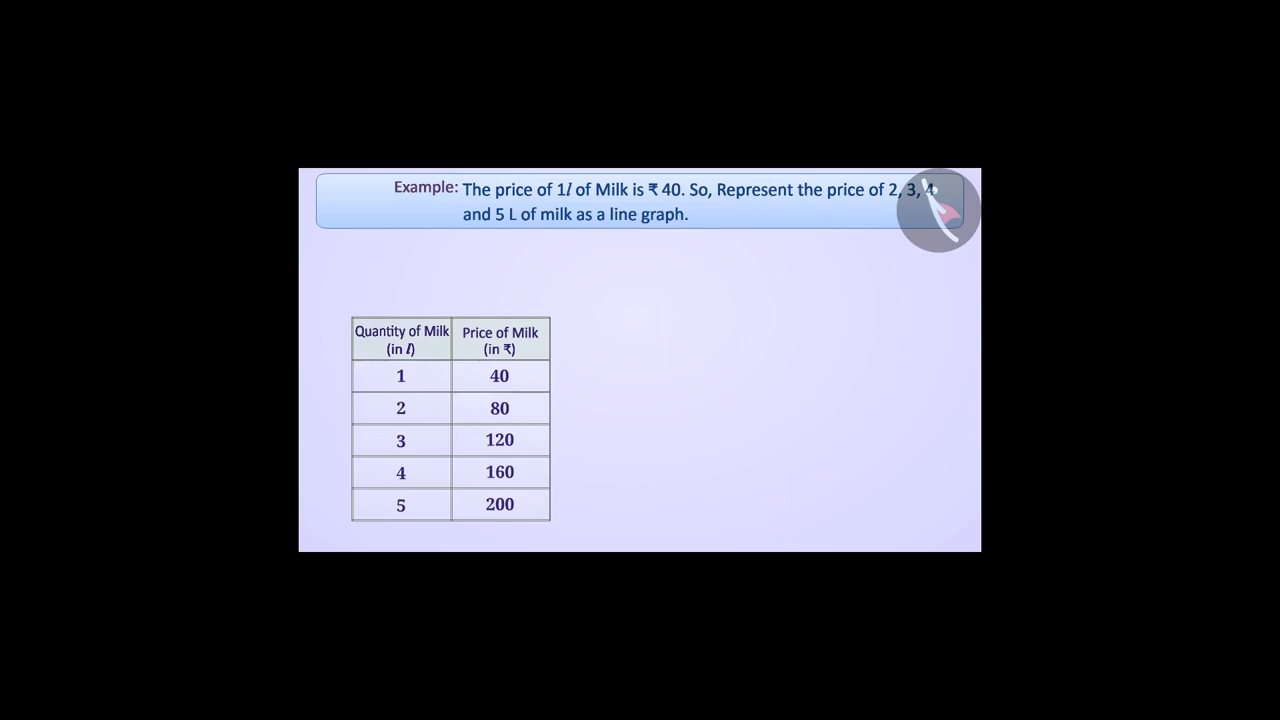 Example: The price of 1l of Milk is ₹ 40. So, Represent the price of 2, 3, 4
and 5 L of milk as a line graph.
Quantity of Milk (in l) Price of Milk (in ₹)
1 40
2 80
3 120
4 160
5 200